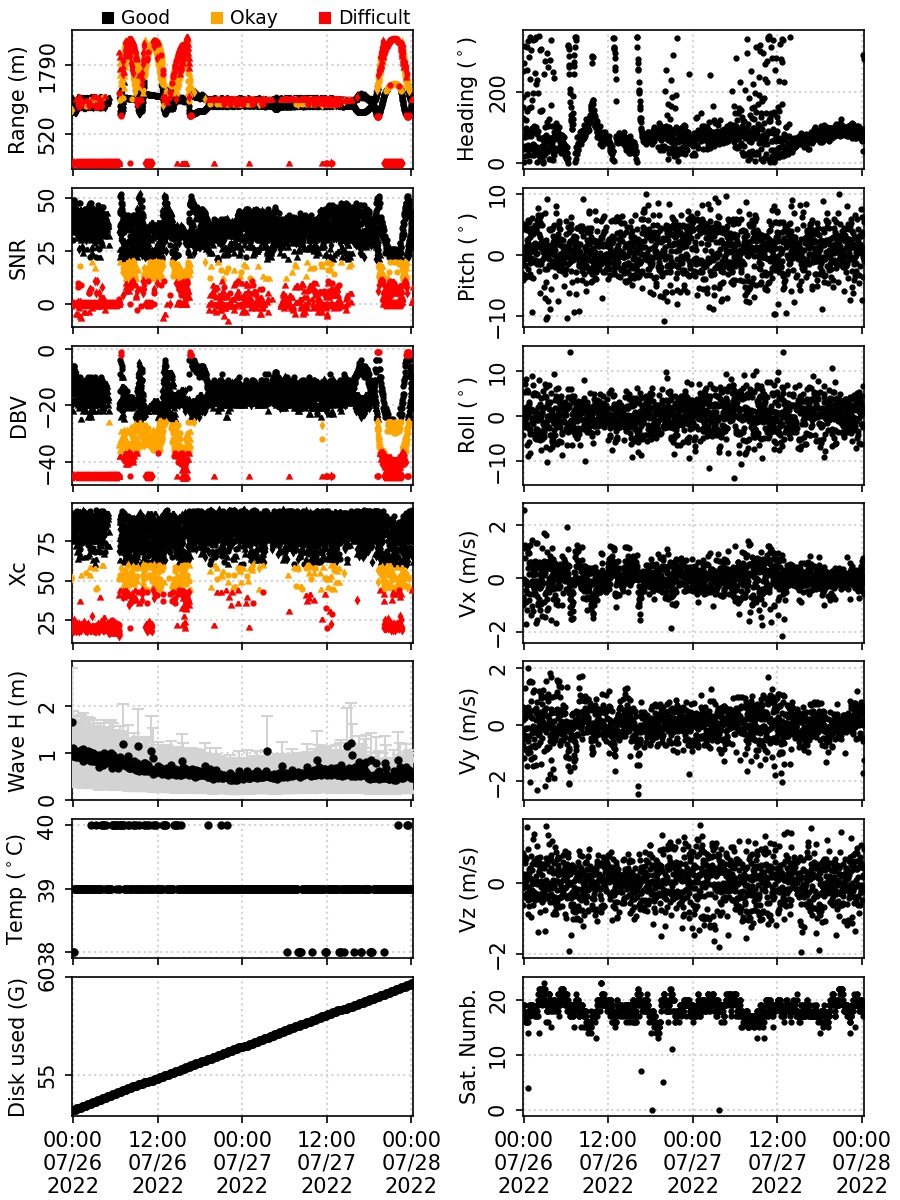 Good Okay Difficult
Range (m)
1790
520
Heading (°)
200
0
SNR
50
25
0
Pitch (°)
10
0
−10
DBV
0
−20
−40
Roll (°)
10
0
−10
Xc
75
50
25
Vx (m/s)
2
0
−2
Wave H (m)
2
1
0
Vy (m/s)
2
0
−2
Temp (°C)
40
39
38
Vz (m/s)
0
−2
Disk used (G)
60
55
Sat. Numb.
20
10
0
00:00 12:00 00:00 12:00 00:00
07/26 07/26 07/27 07/27 07/28
2022 2022 2022 2022 2022
00:00 12:00 00:00 12:00 00:00
07/26 07/26 07/27 07/27 07/28
2022 2022 2022 2022 2022